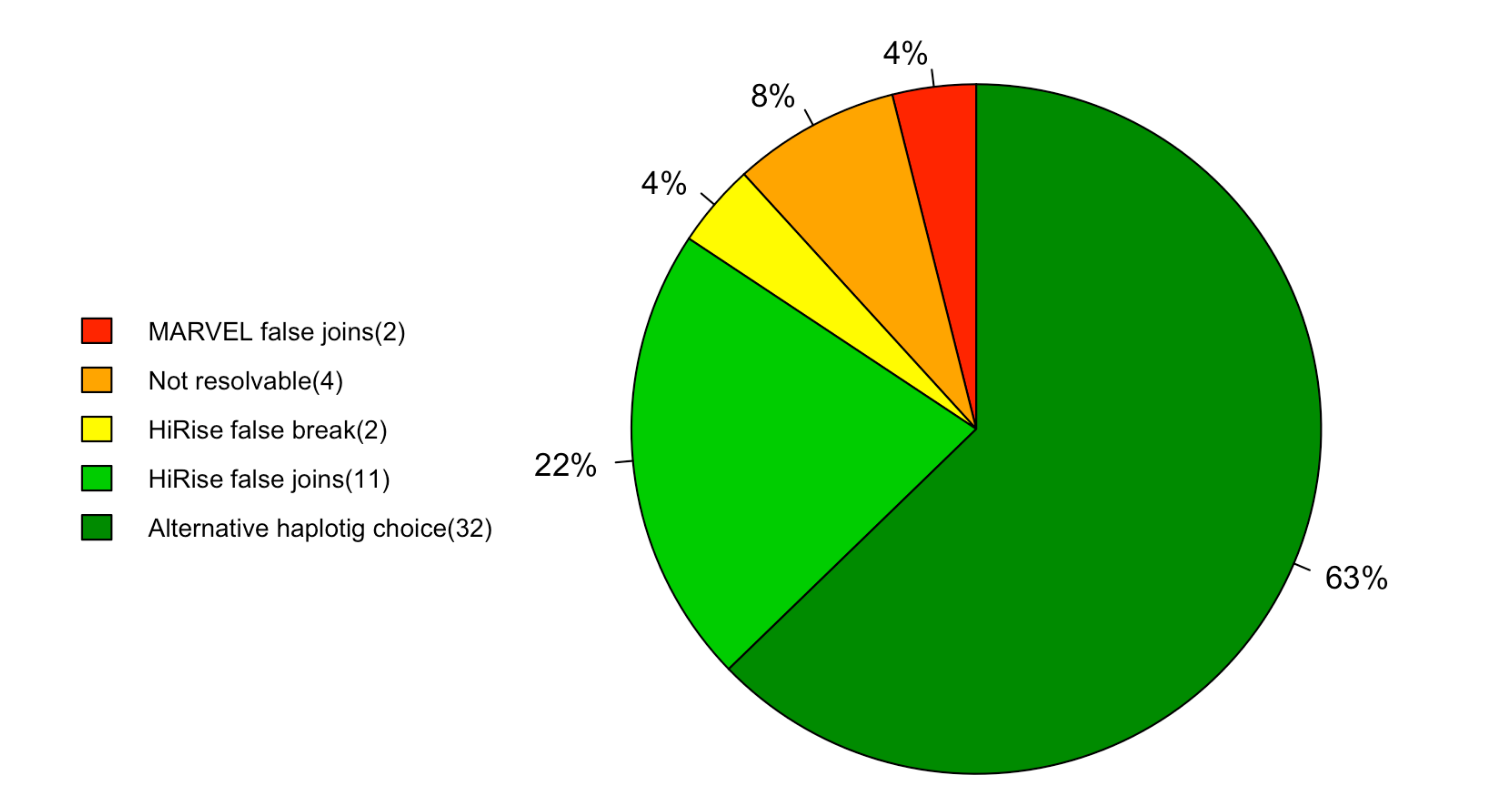 4%
8%
4%
MARVEL false joins(2)
Not resolvable(4)
HiRise false break(2)
HiRise false joins(11)
22%
Alternative haplotig choice(32)
63%